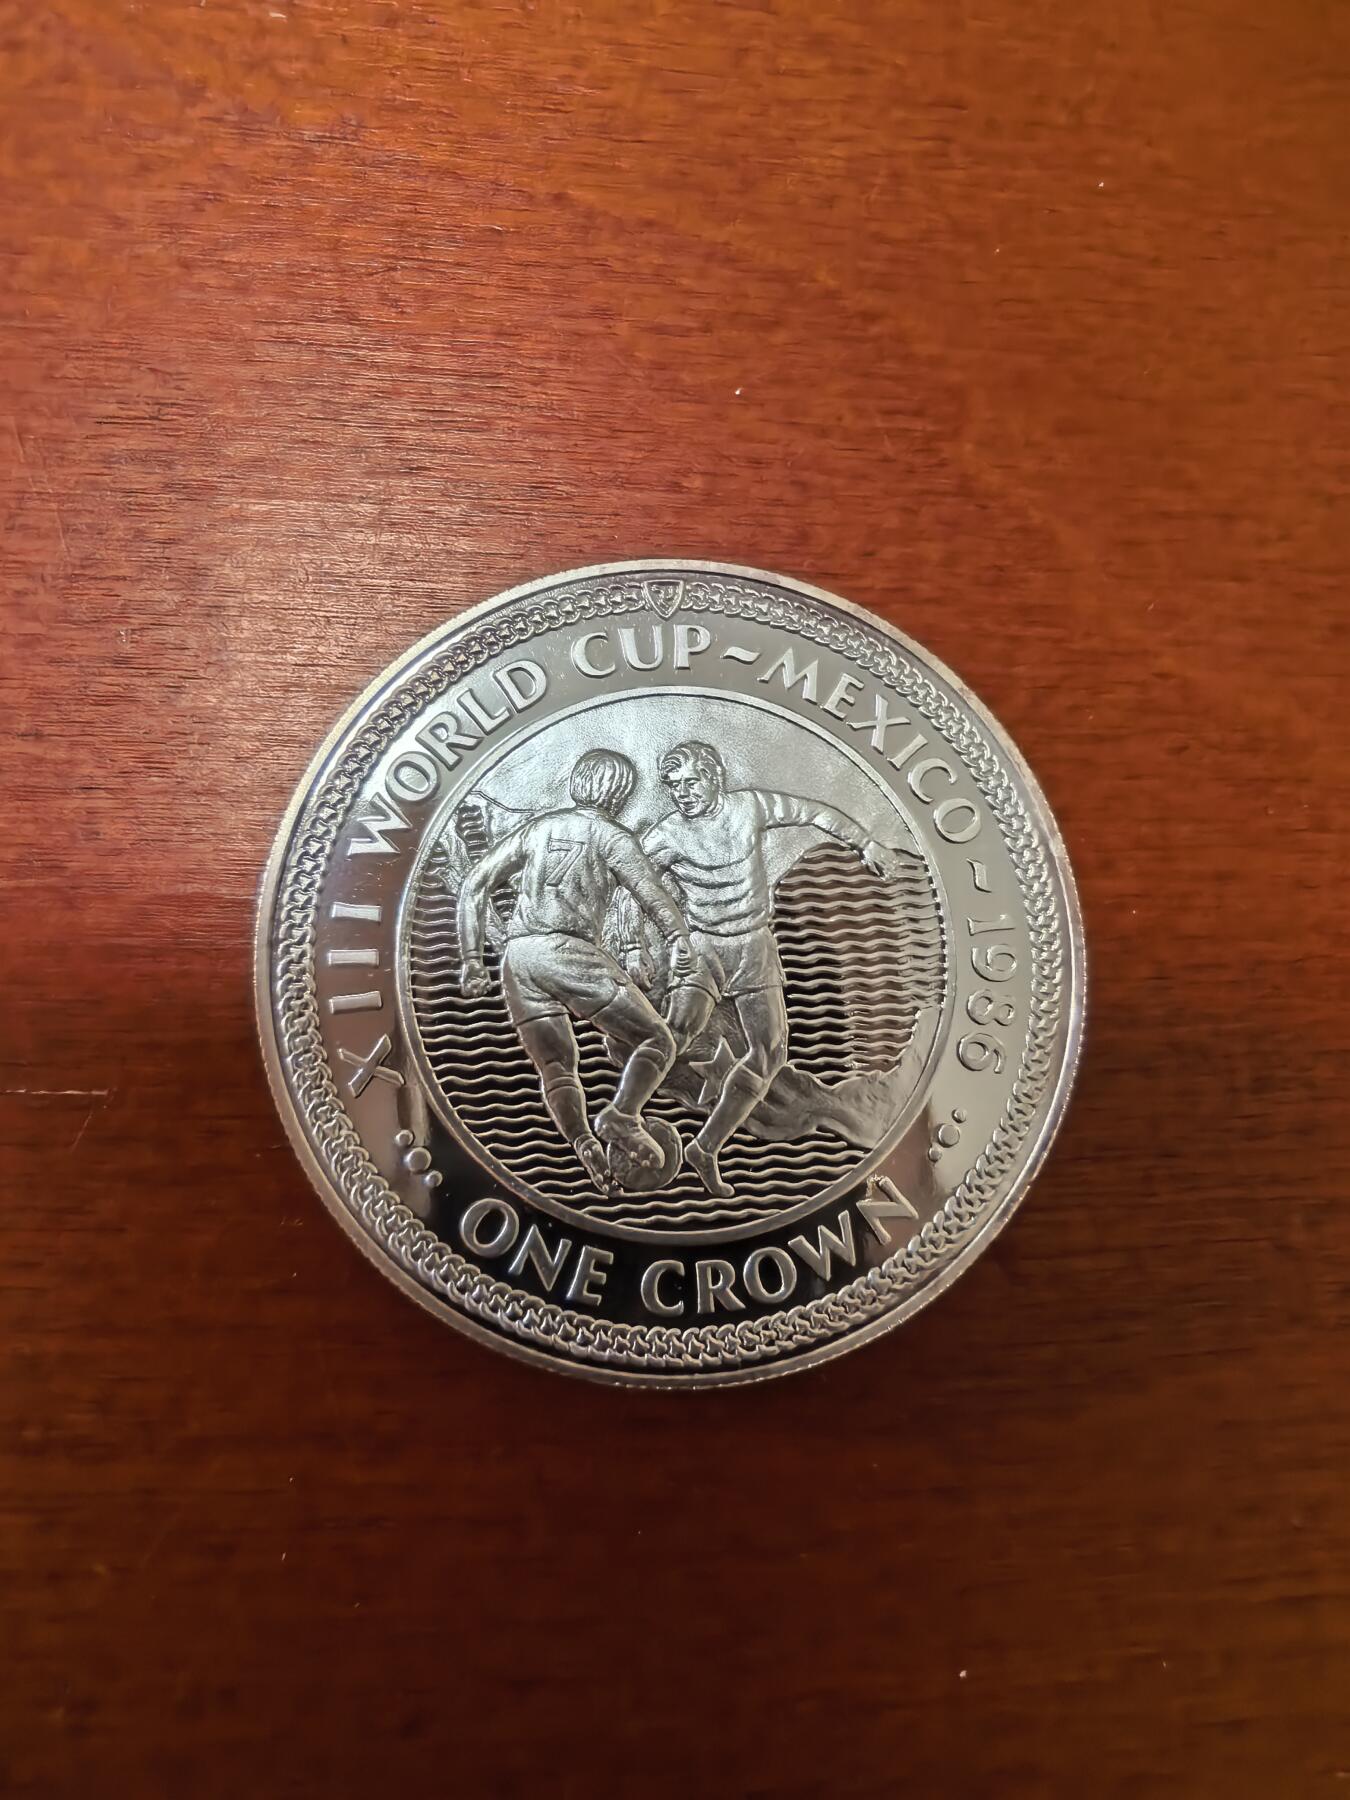 XIII WORLD CUP ~ MEXICO - 1986
7
ONE CROWN